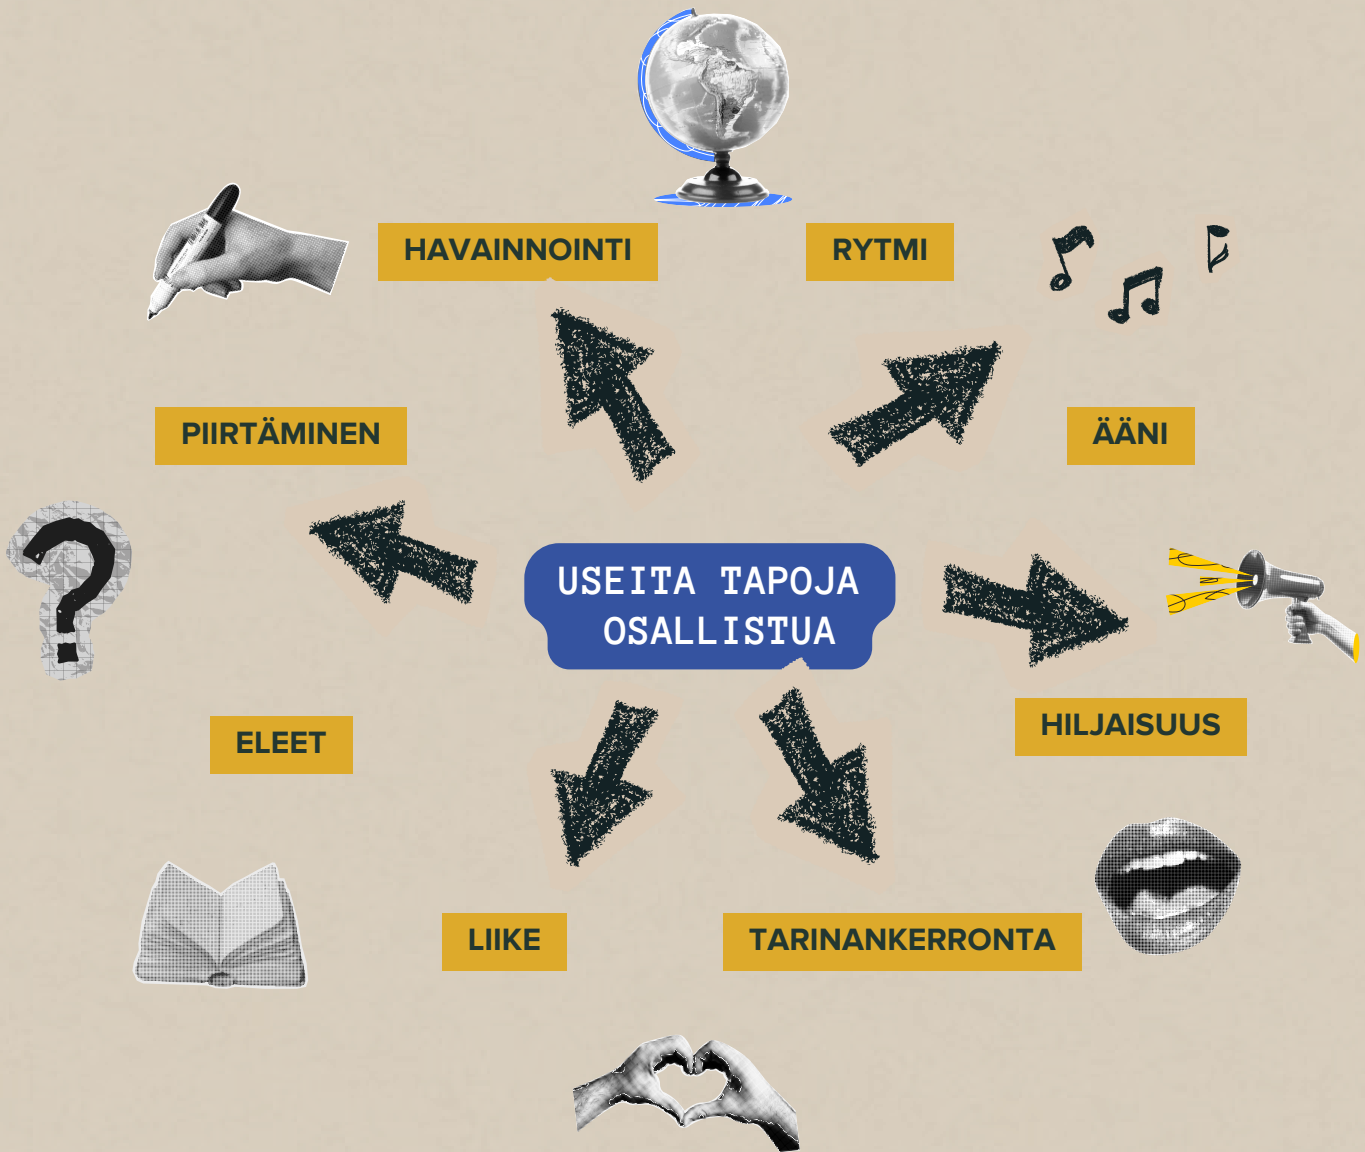 HAVAINNOINTI
RYTMI
PIIRTÄMINEN
ÄÄNI
USEITA TAPOJA
OSALLISTUA
ELEET
HILJAISUUS
LIIKE
TARINANKERRONTA